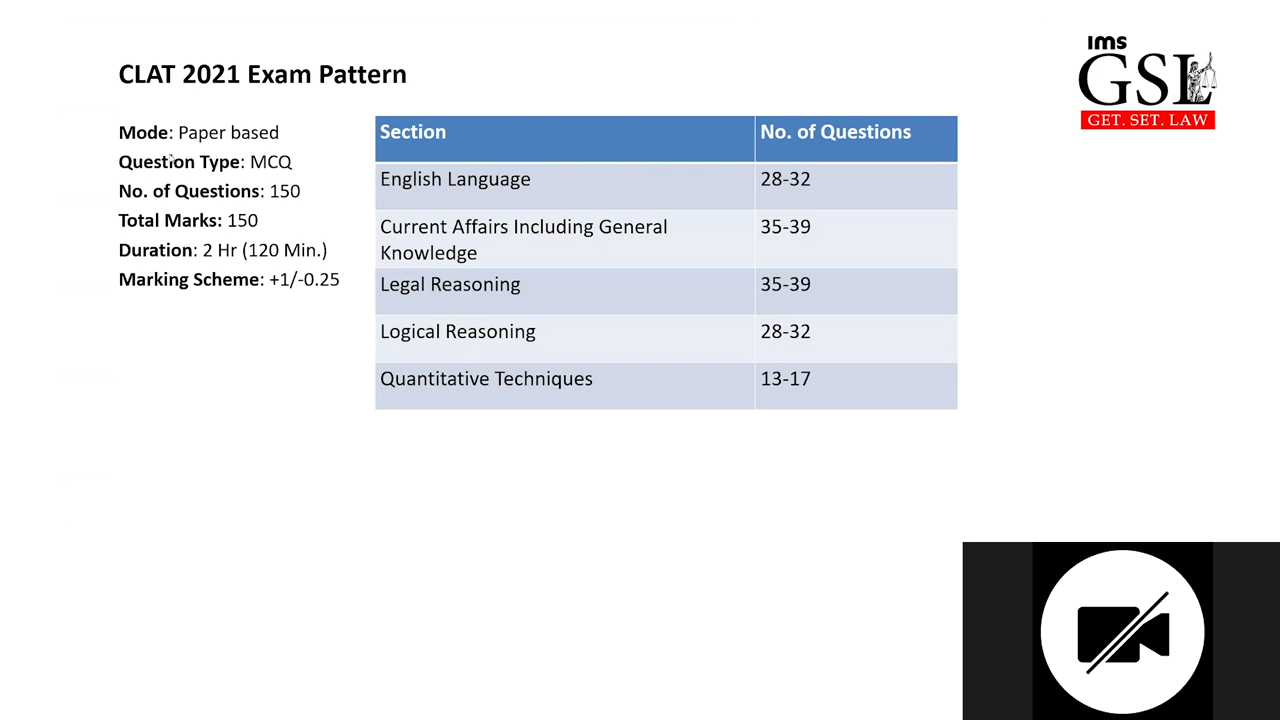 CLAT 2021 Exam Pattern
ims
GSL
GET. SET. LAW
Mode: Paper based
Question Type: MCQ
No. of Questions: 150
Total Marks: 150
Duration: 2 Hr (120 Min.)
Marking Scheme: +1/-0.25
Section No. of Questions
English Language 28-32
Current Affairs Including General 35-39
Knowledge
Legal Reasoning 35-39
Logical Reasoning 28-32
Quantitative Techniques 13-17